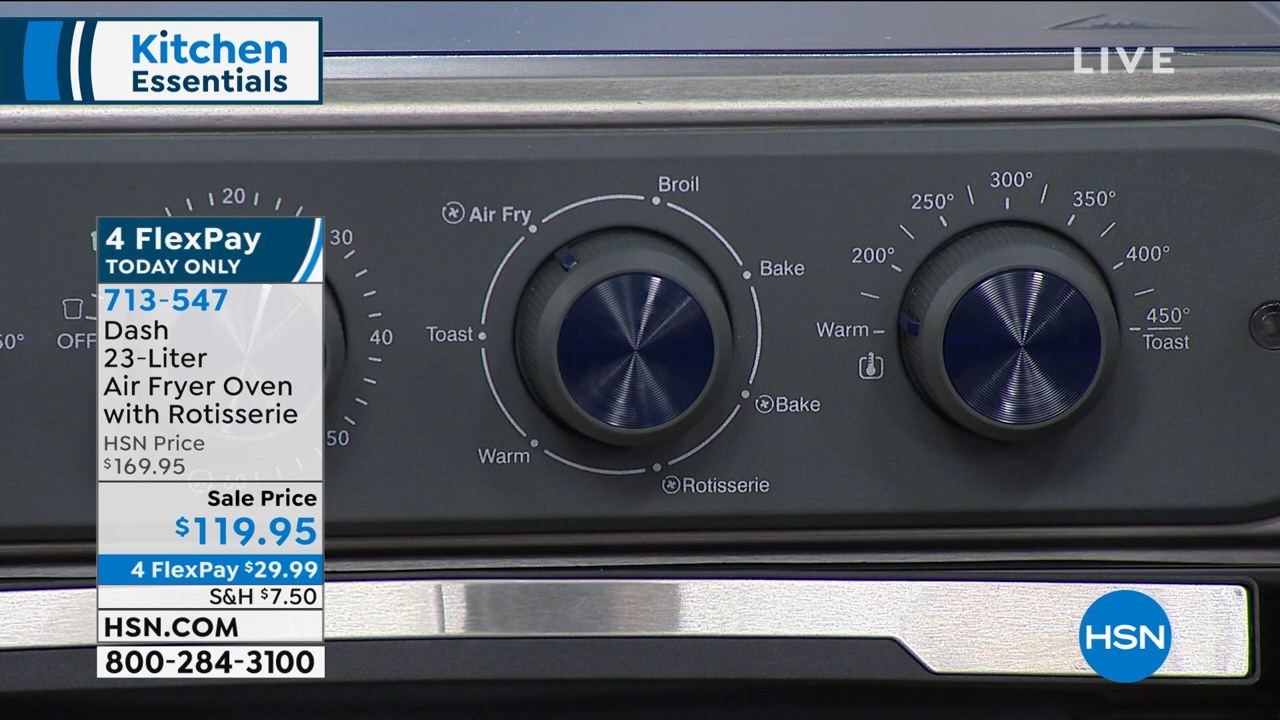 Kitchen
Essentials
LIVE
4 FlexPay
TODAY ONLY
713-547
Dash
23-Liter
Air Fryer Oven
with Rotisserie
HSN Price
$169.95
Sale Price
$119.95
4 FlexPay $29.99
S&H $7.50
HSN.COM
800-284-3100
20
30
40
50
60
OFF
50°
Air Fry
Broil
Bake
Bake
Rotisserie
Warm
Toast
Warm
200°
250°
300°
350°
400°
450°
Toast
HSN